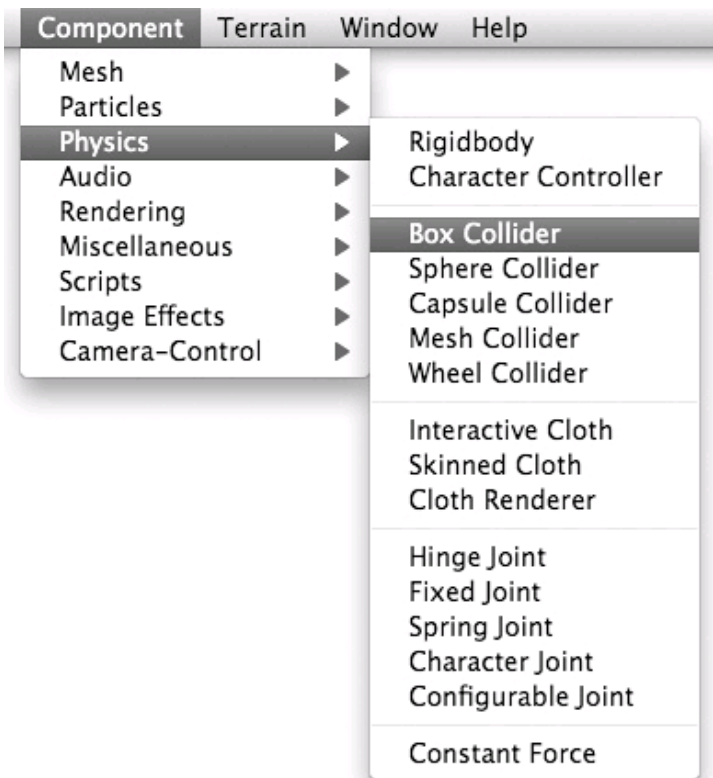 Component Terrain Window Help
Mesh
Particles
Physics
Audio
Rendering
Miscellaneous
Scripts
Image Effects
Camera-Control
Rigidbody
Character Controller
Box Collider
Sphere Collider
Capsule Collider
Mesh Collider
Wheel Collider
Interactive Cloth
Skinned Cloth
Cloth Renderer
Hinge Joint
Fixed Joint
Spring Joint
Character Joint
Configurable Joint
Constant Force